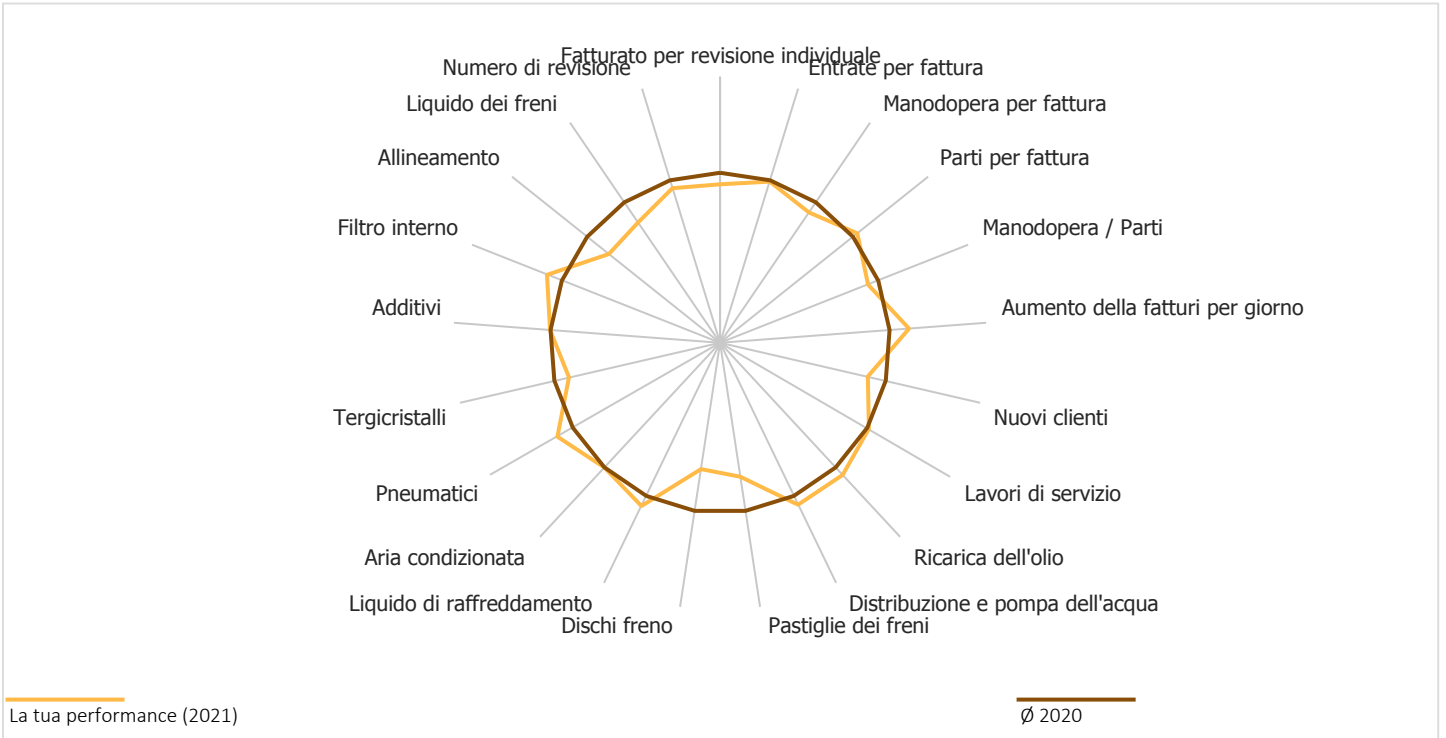 Fatturato per revisione individuale
Entrate per fattura
Manodopera per fattura
Parti per fattura
Manodopera / Parti
Aumento della fatturi per giorno
Nuovi clienti
Lavori di servizio
Ricarica dell'olio
Distribuzione e pompa dell'acqua
Pastiglie dei freni
Dischi freno
Liquido di raffreddamento
Aria condizionata
Pneumatici
Tergicristalli
Additivi
Filtro interno
Allineamento
Liquido dei freni
Numero di revisione
La tua performance (2021)
Ø 2020